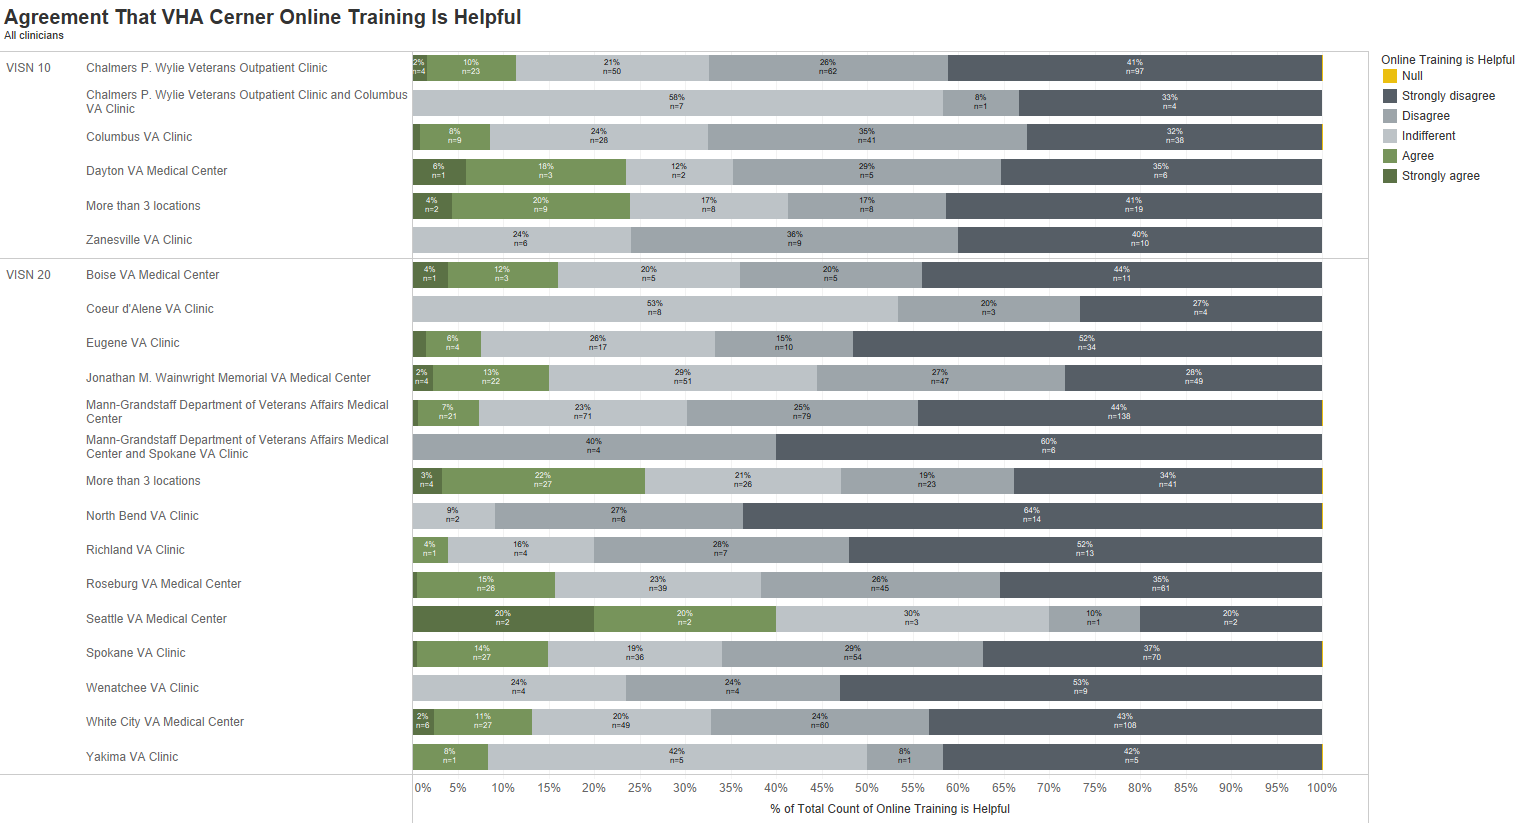 Agreement That VHA Cerner Online Training Is Helpful
All clinicians
VISN 10
Chalmers P. Wylie Veterans Outpatient Clinic
2% 10% 21% 26% 41%
n=4 n=23 n=50 n=62 n=97
Chalmers P. Wylie Veterans Outpatient Clinic and Columbus
VA Clinic
58% 8% 33%
n=7 n=1 n=4
Columbus VA Clinic
8% 24% 35% 32%
n=9 n=28 n=41 n=38
Dayton VA Medical Center
6% 18% 12% 29% 35%
n=1 n=3 n=2 n=5 n=6
More than 3 locations
4% 20% 17% 17% 41%
n=2 n=9 n=8 n=8 n=19
Zanesville VA Clinic
24% 36% 40%
n=6 n=9 n=10
VISN 20
Boise VA Medical Center
4% 12% 20% 20% 44%
n=1 n=3 n=5 n=5 n=11
Coeur d'Alene VA Clinic
53% 20% 27%
n=8 n=3 n=4
Eugene VA Clinic
6% 26% 15% 52%
n=4 n=17 n=10 n=34
Jonathan M. Wainwright Memorial VA Medical Center
2% 13% 29% 27% 28%
n=4 n=22 n=51 n=47 n=49
Mann-Grandstaff Department of Veterans Affairs Medical
Center
7% 23% 25% 44%
n=21 n=71 n=79 n=138
Mann-Grandstaff Department of Veterans Affairs Medical
Center and Spokane VA Clinic
40% 60%
n=4 n=6
More than 3 locations
3% 22% 21% 19% 34%
n=4 n=27 n=26 n=23 n=41
North Bend VA Clinic
9% 27% 64%
n=2 n=6 n=14
Richland VA Clinic
4% 16% 28% 52%
n=1 n=4 n=7 n=13
Roseburg VA Medical Center
15% 23% 26% 35%
n=26 n=39 n=45 n=61
Seattle VA Medical Center
20% 20% 30% 10% 20%
n=2 n=2 n=3 n=1 n=2
Spokane VA Clinic
14% 19% 29% 37%
n=27 n=36 n=54 n=70
Wenatchee VA Clinic
24% 24% 53%
n=4 n=4 n=9
White City VA Medical Center
2% 11% 20% 24% 43%
n=6 n=27 n=49 n=60 n=108
Yakima VA Clinic
8% 42% 8% 42%
n=1 n=5 n=1 n=5
0% 5% 10% 15% 20% 25% 30% 35% 40% 45% 50% 55% 60% 65% 70% 75% 80% 85% 90% 95% 100%
% of Total Count of Online Training is Helpful
Online Training is Helpful
Null
Strongly disagree
Disagree
Indifferent
Agree
Strongly agree